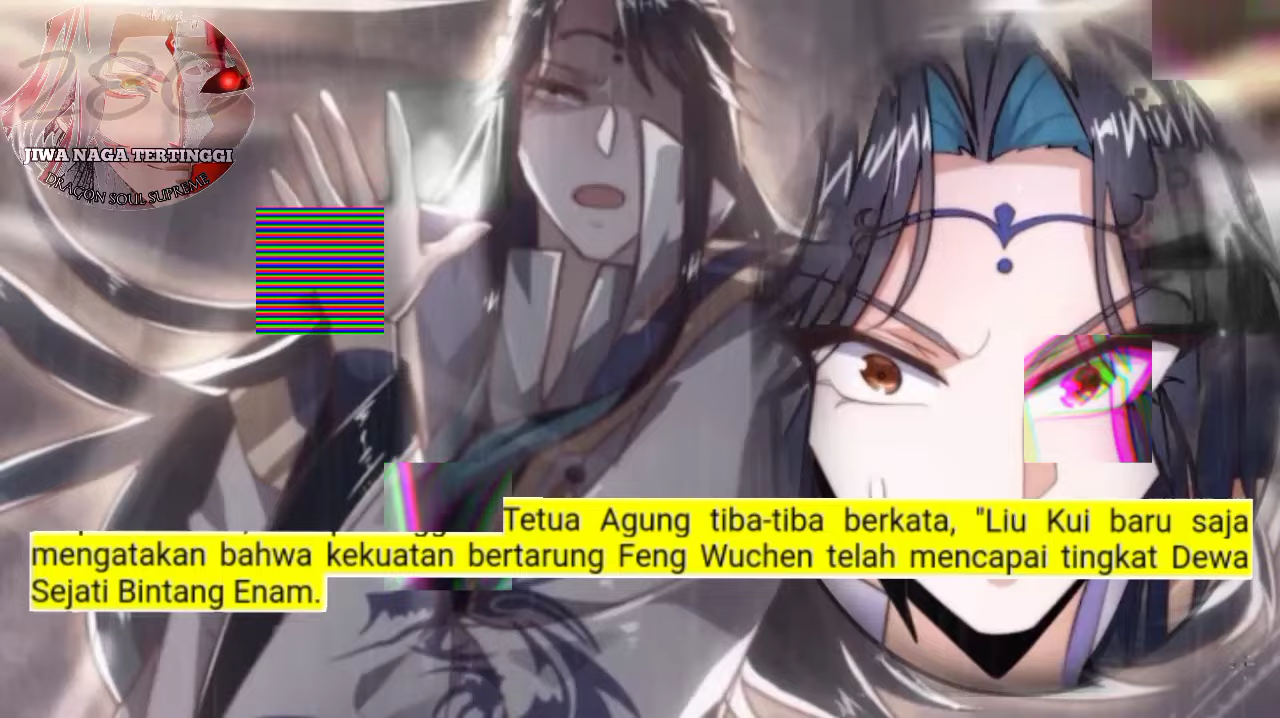 280
JIWA NAGA TERTINGGI
DRAGON SOUL SUPREME
Tetua Agung tiba-tiba berkata, "Liu Kui baru saja
mengatakan bahwa kekuatan bertarung Feng Wuchen telah mencapai tingkat Dewa
Sejati Bintang Enam.